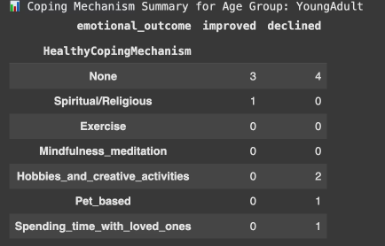 📊 Coping Mechanism Summary for Age Group: YoungAdult
emotional_outcome improved declined
HealthyCopingMechanism
None 3 4
Spiritual/Religious 1 0
Exercise 0 0
Mindfulness_meditation 0 0
Hobbies_and_creative_activities 0 2
Pet_based 0 1
Spending_time_with_loved_ones 0 1